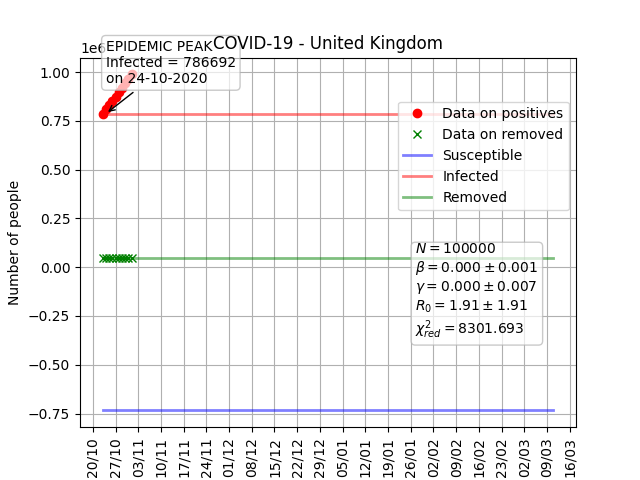 COVID-19 - United Kingdom
1e6
EPIDEMIC PEAK
Infected = 786692
on 24-10-2020
Number of people
1.00
0.75
0.50
0.25
0.00
−0.25
−0.50
−0.75
Data on positives
Data on removed
Susceptible
Infected
Removed
N = 100000
β = 0.000 ± 0.001
γ = 0.000 ± 0.007
R₀ = 1.91 ± 1.91
χ²_red = 8301.693
20/10
27/10
03/11
10/11
17/11
24/11
01/12
08/12
15/12
22/12
29/12
05/01
12/01
19/01
26/01
02/02
09/02
16/02
23/02
02/03
09/03
16/03